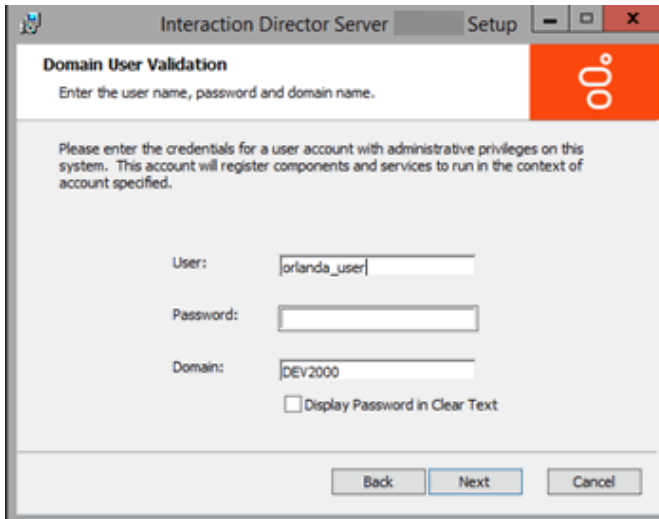 Interaction Director Server Setup
Domain User Validation
Enter the user name, password and domain name.
Please enter the credentials for a user account with administrative privileges on this
system. This account will register components and services to run in the context of
account specified.
User:
orlanda_user
Password:
Domain:
DEV2000
Display Password in Clear Text
Back Next Cancel